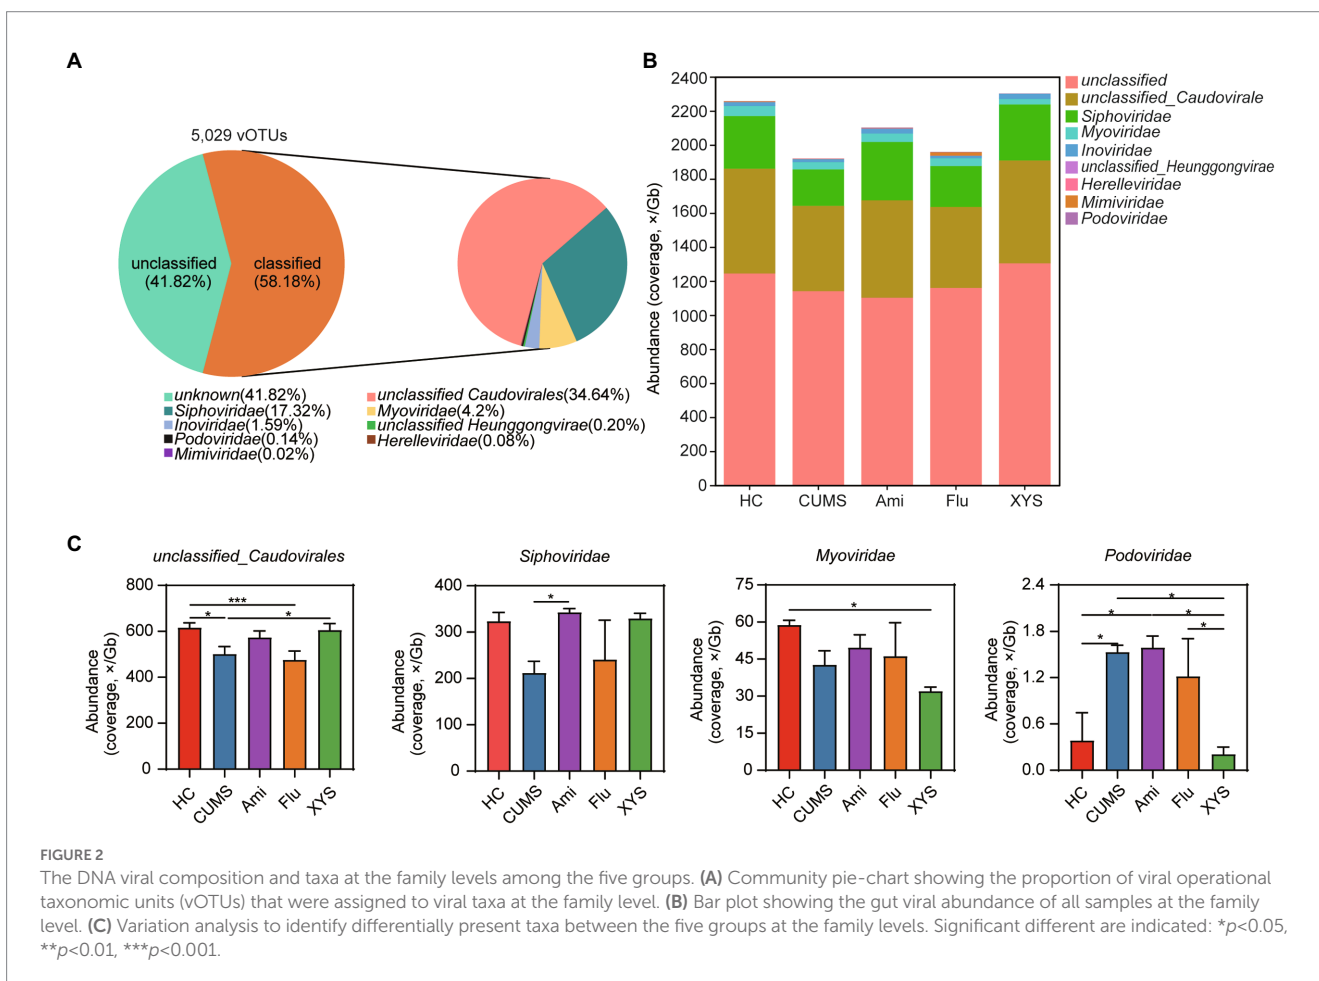 A
5,029 vOTUs
unclassified
(41.82%)
classified
(58.18%)
unknown(41.82%)
Siphoviridae(17.32%)
Inoviridae(1.59%)
Podoviridae(0.14%)
Mimiviridae(0.02%)
unclassified Caudovirales(34.64%)
Myoviridae(4.2%)
unclassified Heunggongvirae(0.20%)
Herelleviridae(0.08%)
B
Abundance (coverage, ×/Gb)
2400
2200
2000
1800
1600
1400
1200
1000
800
600
400
200
0
HC CUMS Ami Flu XYS
unclassified
unclassified_Caudovirale
Siphoviridae
Myoviridae
Inoviridae
unclassified_Heunggongvirae
Herelleviridae
Mimiviridae
Podoviridae
C
unclassified_Caudovirales
Abundance
(coverage, ×/Gb)
800
600
400
200
0
***
* *
HC CUMS Ami Flu XYS
Siphoviridae
Abundance
(coverage, ×/Gb)
400
300
200
100
0
*
HC CUMS Ami Flu XYS
Myoviridae
Abundance
(coverage, ×/Gb)
75
60
45
30
15
0
*
HC CUMS Ami Flu XYS
Podoviridae
Abundance
(coverage, ×/Gb)
2.4
1.8
1.2
0.6
0.0
*
* *
*
*
HC CUMS Ami Flu XYS
FIGURE 2
The DNA viral composition and taxa at the family levels among the five groups. (A) Community pie-chart showing the proportion of viral operational
taxonomic units (vOTUs) that were assigned to viral taxa at the family level. (B) Bar plot showing the gut viral abundance of all samples at the family
level. (C) Variation analysis to identify differentially present taxa between the five groups at the family levels. Significant different are indicated: *p<0.05,
**p<0.01, ***p<0.001.